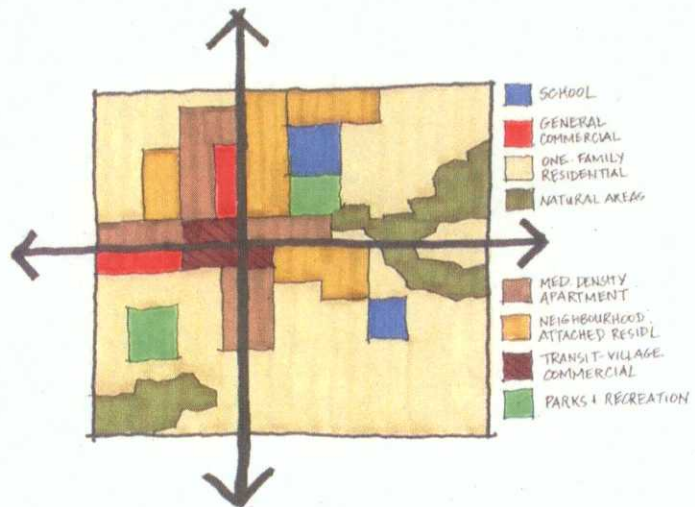 SCHOOL
GENERAL
COMMERCIAL
ONE-FAMILY
RESIDENTIAL
NATURAL AREAS
MED. DENSITY
APARTMENT
NEIGHBOURHOOD
ATTACHED RESIDL
TRANSIT-VILLAGE
COMMERCIAL
PARKS + RECREATION